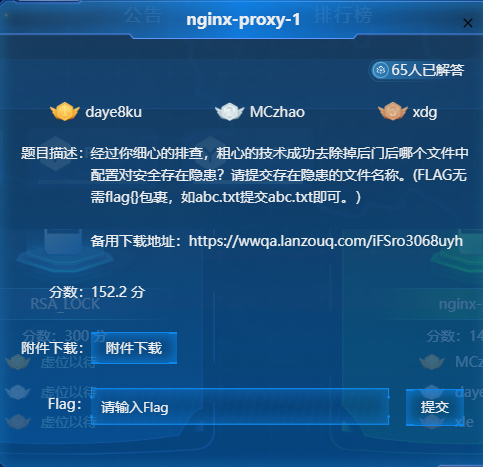 公告 排行榜
nginx-proxy-1
×
65人已解答
daye8ku MCzhao xdg
题目描述: 经过你细心的排查，粗心的技术成功去除掉后门后哪个文件中
配置对安全存在隐患？请提交存在隐患的文件名称。(FLAG无
需flag{}包裹，如abc.txt提交abc.txt即可。)
备用下载地址：https://wwqa.lanzouq.com/iFSro3068uyh
分数：152.2 分
RSA_LOCK nginx-
分数：300 分 分数：14
附件下载： 附件下载
虚位以待 MCz
虚位以待 daye
Flag： 请输入Flag 提交
虚位以待 xle